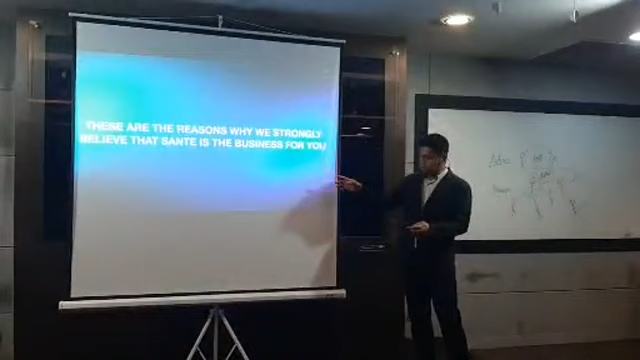 THESE ARE THE REASONS WHY WE STRONGLY
BELIEVE THAT SANTE IS THE BUSINESS FOR YOU